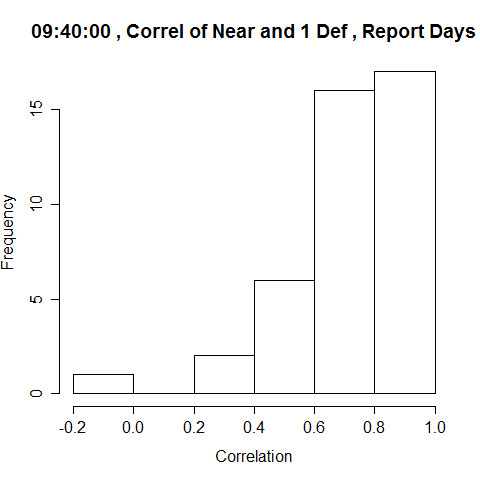 09:40:00 , Correl of Near and 1 Def , Report Days
Frequency
15
10
5
0
-0.2 0.0 0.2 0.4 0.6 0.8 1.0
Correlation